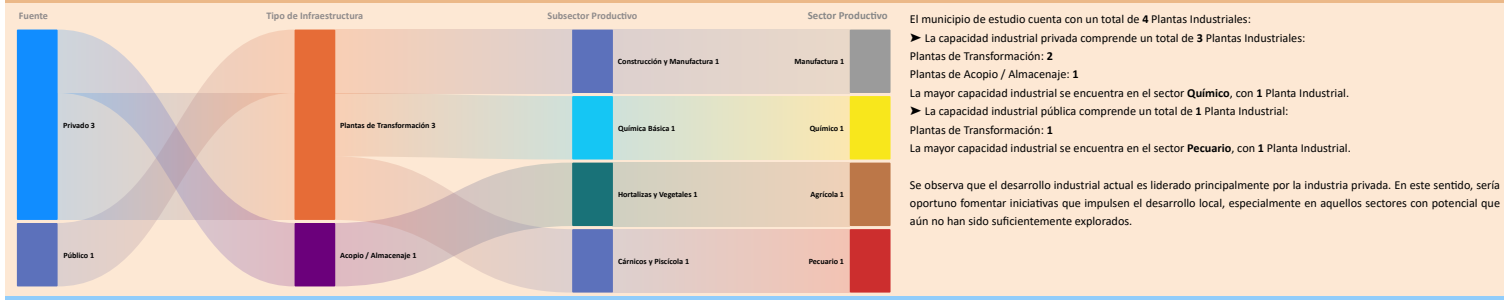 Fuente
Tipo de Infraestructura
Subsector Productivo
Sector Productivo
Privado 3
Público 1
Plantas de Transformación 3
Acopio / Almacenaje 1
Construcción y Manufactura 1
Química Básica 1
Hortalizas y Vegetales 1
Cárnicos y Piscícola 1
Manufactura 1
Químico 1
Agrícola 1
Pecuario 1
El municipio de estudio cuenta con un total de 4 Plantas Industriales:
➤ La capacidad industrial privada comprende un total de 3 Plantas Industriales:
Plantas de Transformación: 2
Plantas de Acopio / Almacenaje: 1
La mayor capacidad industrial se encuentra en el sector Químico, con 1 Planta Industrial.
➤ La capacidad industrial pública comprende un total de 1 Planta Industrial:
Plantas de Transformación: 1
La mayor capacidad industrial se encuentra en el sector Pecuario, con 1 Planta Industrial.
Se observa que el desarrollo industrial actual es liderado principalmente por la industria privada. En este sentido, sería
oportuno fomentar iniciativas que impulsen el desarrollo local, especialmente en aquellos sectores con potencial que
aún no han sido suficientemente explorados.